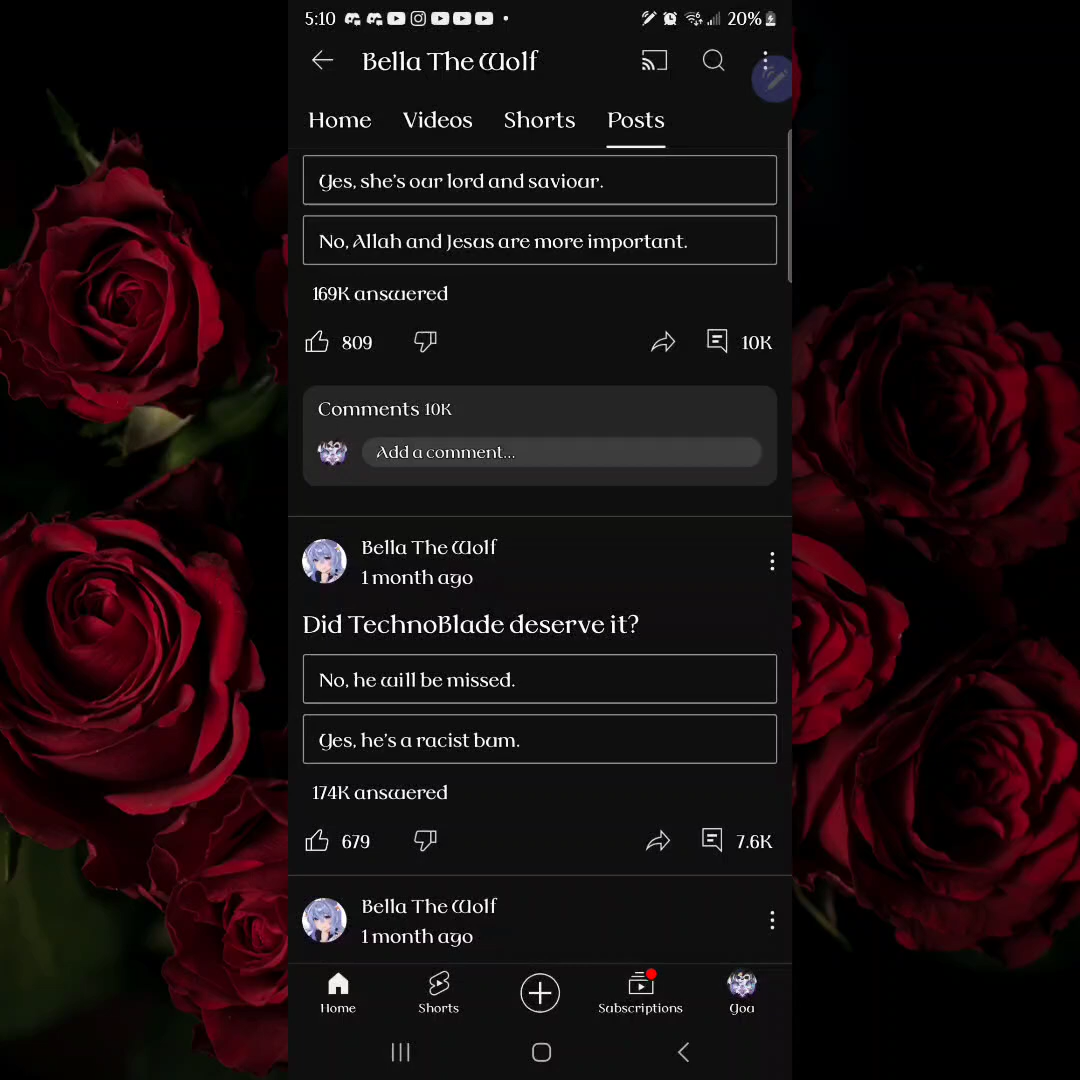 5:10 20%
Bella The Wolf
Home Videos Shorts Posts
Yes, she's our lord and saviour.
No, Allah and Jesus are more important.
169K answered
809 10K
Comments 10K
Add a comment...
Bella The Wolf
1 month ago
Did TechnoBlade deserve it?
No, he will be missed.
Yes, he's a racist bum.
174K answered
679 7.6K
Bella The Wolf
1 month ago
Home Shorts Subscriptions You